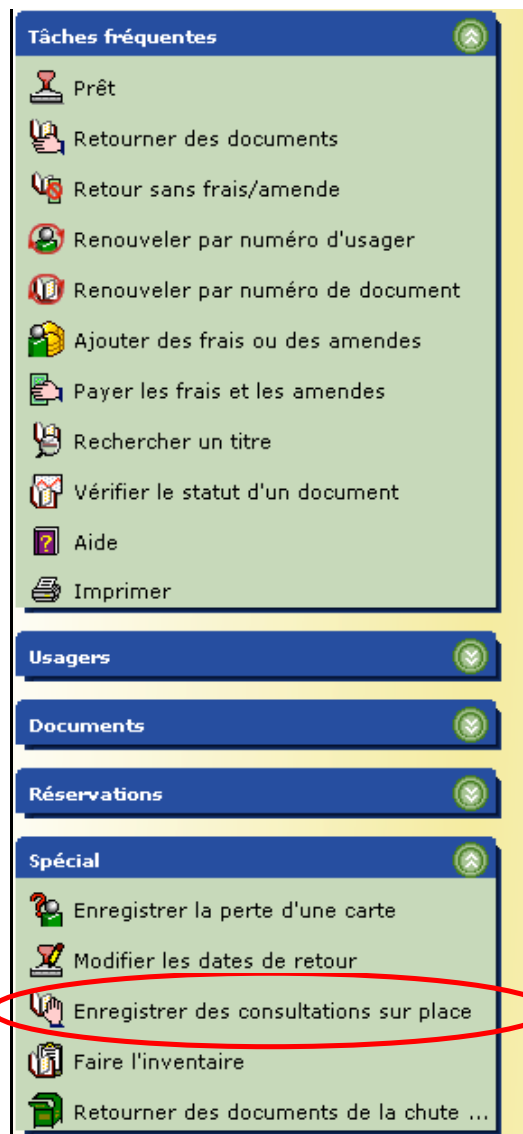 Tâches fréquentes
Prêt
Retourner des documents
Retour sans frais/amende
Renouveler par numéro d'usager
Renouveler par numéro de document
Ajouter des frais ou des amendes
Payer les frais et les amendes
Rechercher un titre
Vérifier le statut d'un document
Aide
Imprimer
Usagers
Documents
Réservations
Spécial
Enregistrer la perte d'une carte
Modifier les dates de retour
Enregistrer des consultations sur place
Faire l'inventaire
Retourner des documents de la chute ...